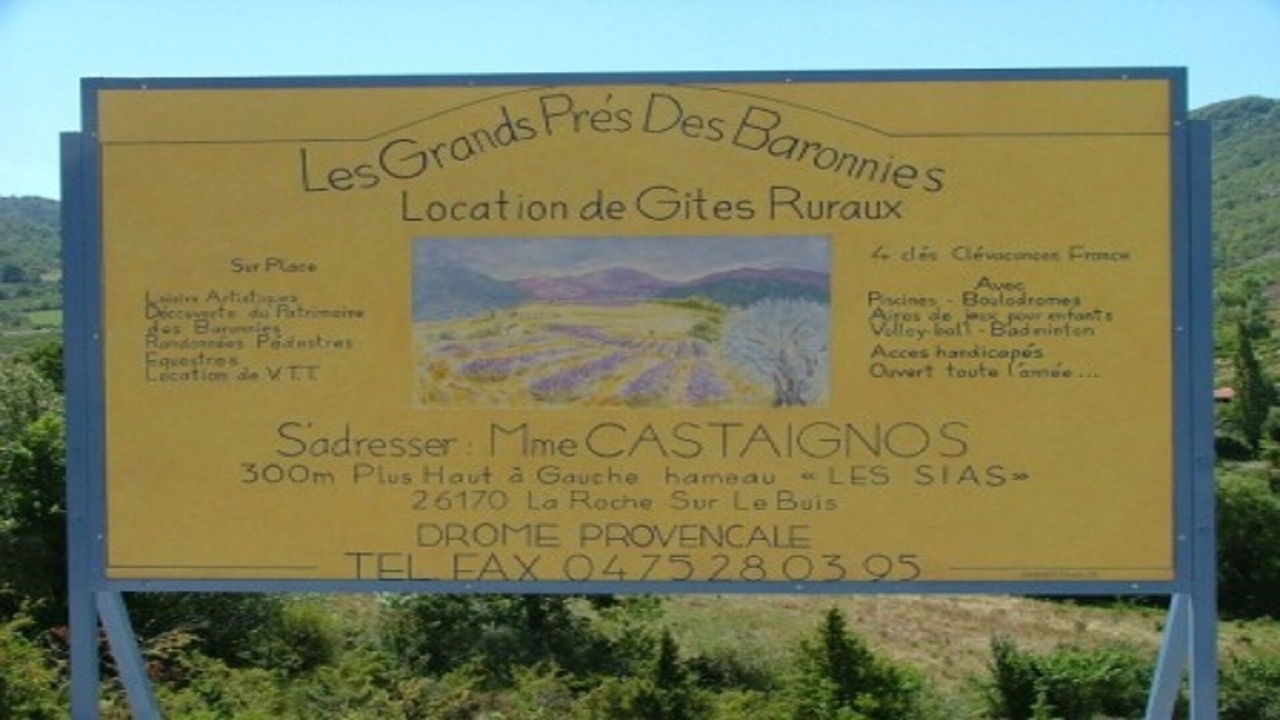 Les Grands Prés Des Baronnies
Location de Gites Ruraux
Sur Place
Loisirs Artistiques
Découverte du Patrimoine
des Baronnies
Randonnées Pédestres
Equestres
Location de V.T.T.
4 clés Clévacances France
Avec
Piscines - Boulodromes
Aires de jeux pour enfants
Volley-ball - Badminton
Acces handicapés
Ouvert toute l'année...
S'adresser : Mme CASTAIGNOS
300m Plus Haut à Gauche hameau « LES SIAS »
26170 La Roche Sur Le Buis
DROME PROVENCALE
TEL FAX 04 75 28 03 95